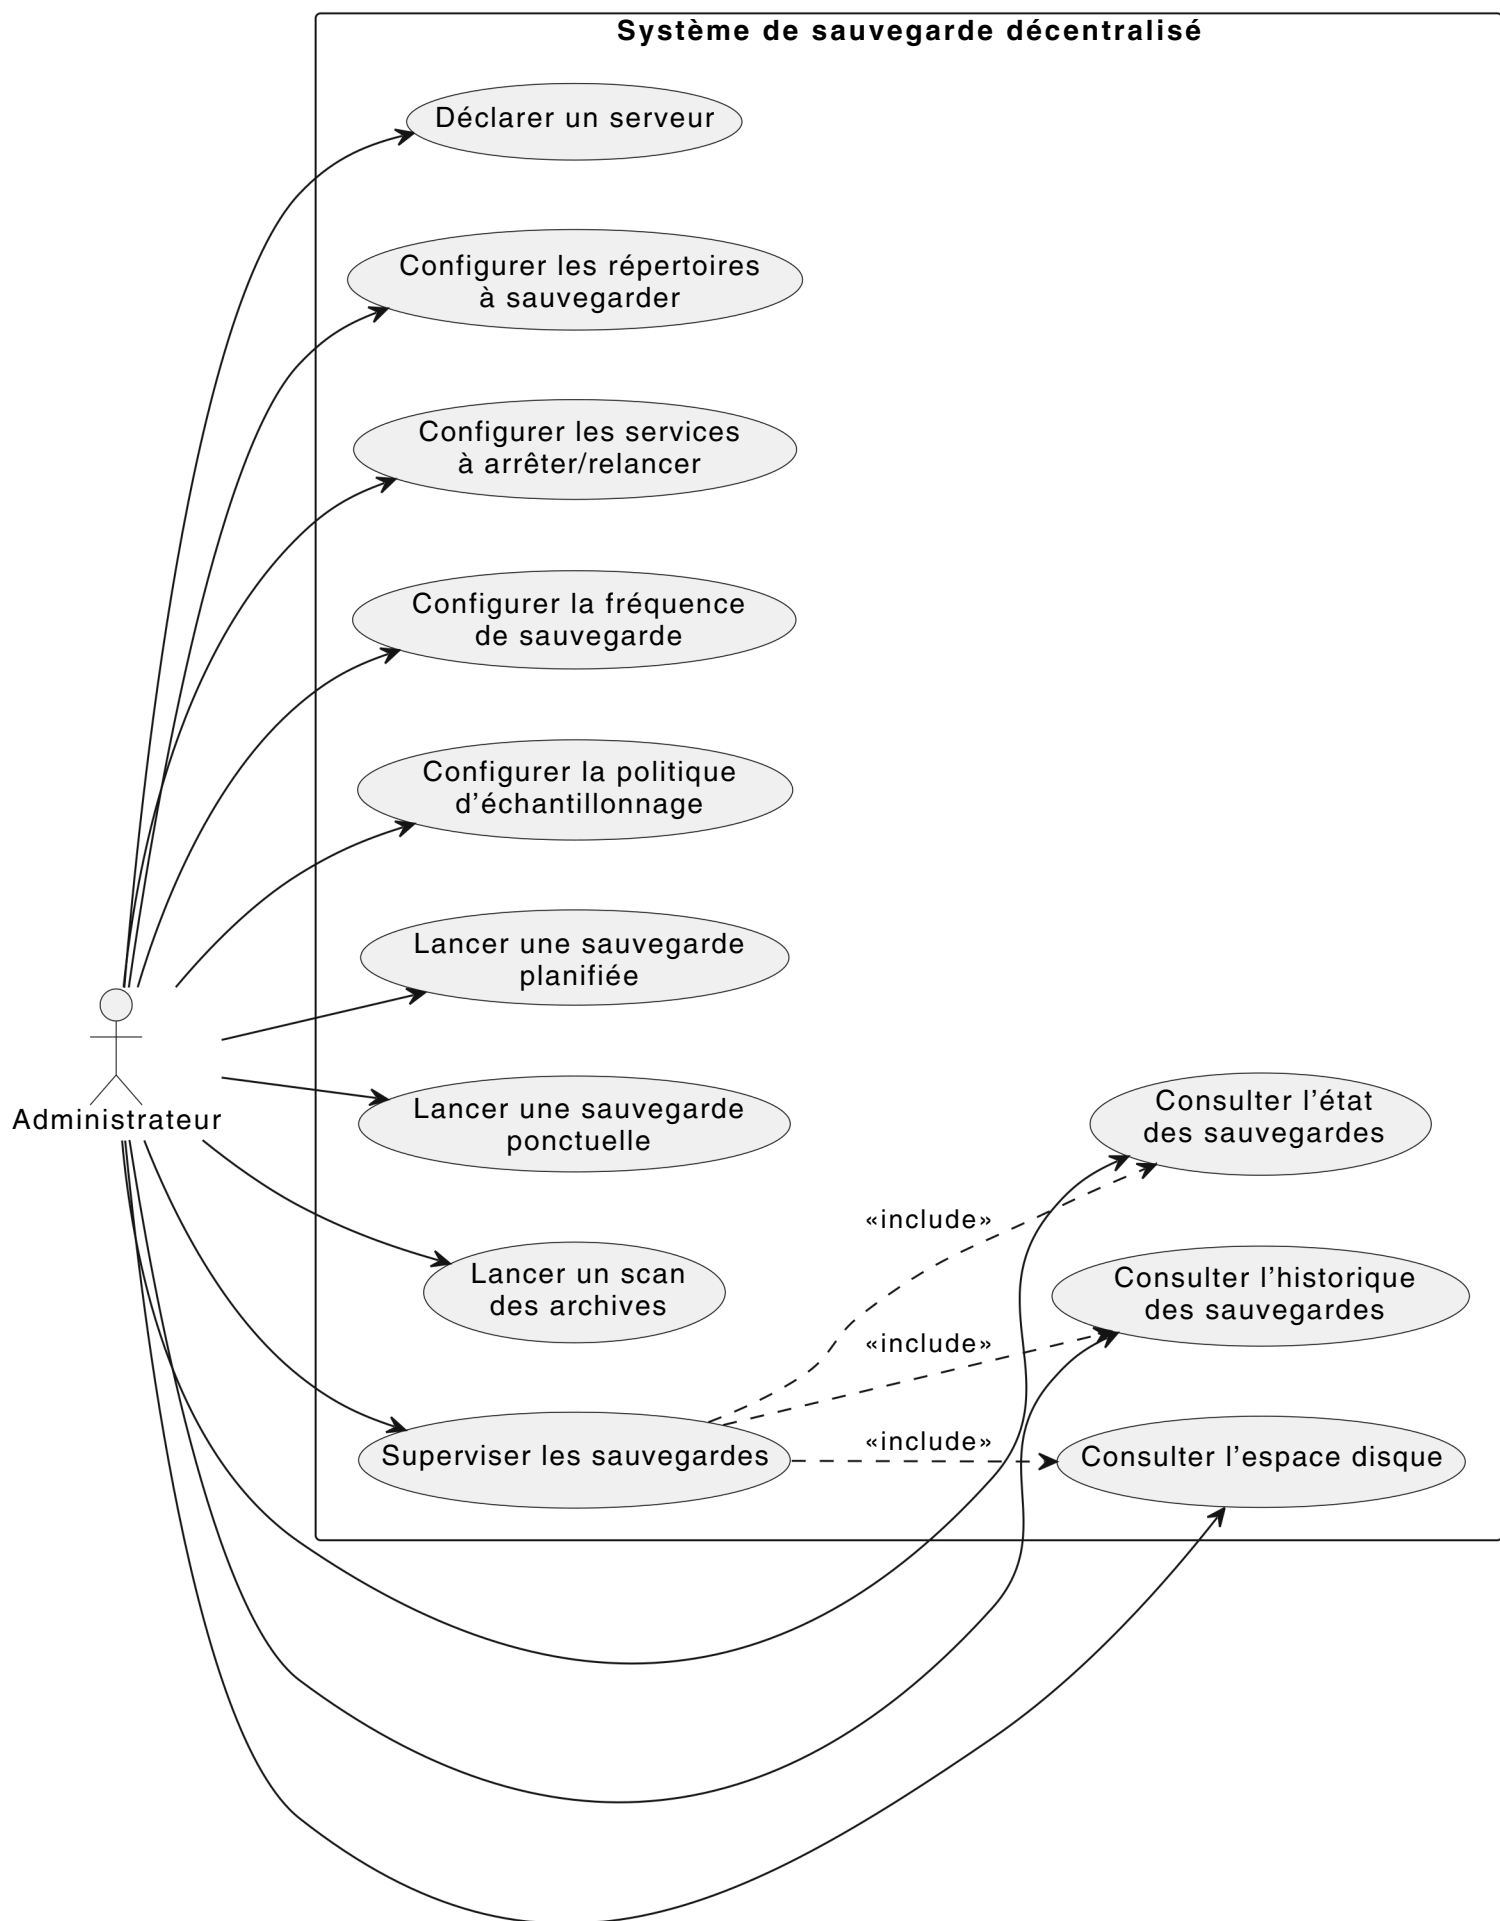 Système de sauvegarde décentralisé
Déclarer un serveur
Configurer les répertoires
à sauvegarder
Configurer les services
à arrêter/relancer
Configurer la fréquence
de sauvegarde
Configurer la politique
d’échantillonnage
Lancer une sauvegarde
planifiée
Administrateur
Lancer une sauvegarde
ponctuelle
Consulter l’état
des sauvegardes
«include»
Lancer un scan
des archives
Consulter l’historique
des sauvegardes
«include»
Superviser les sauvegardes
«include»
Consulter l’espace disque